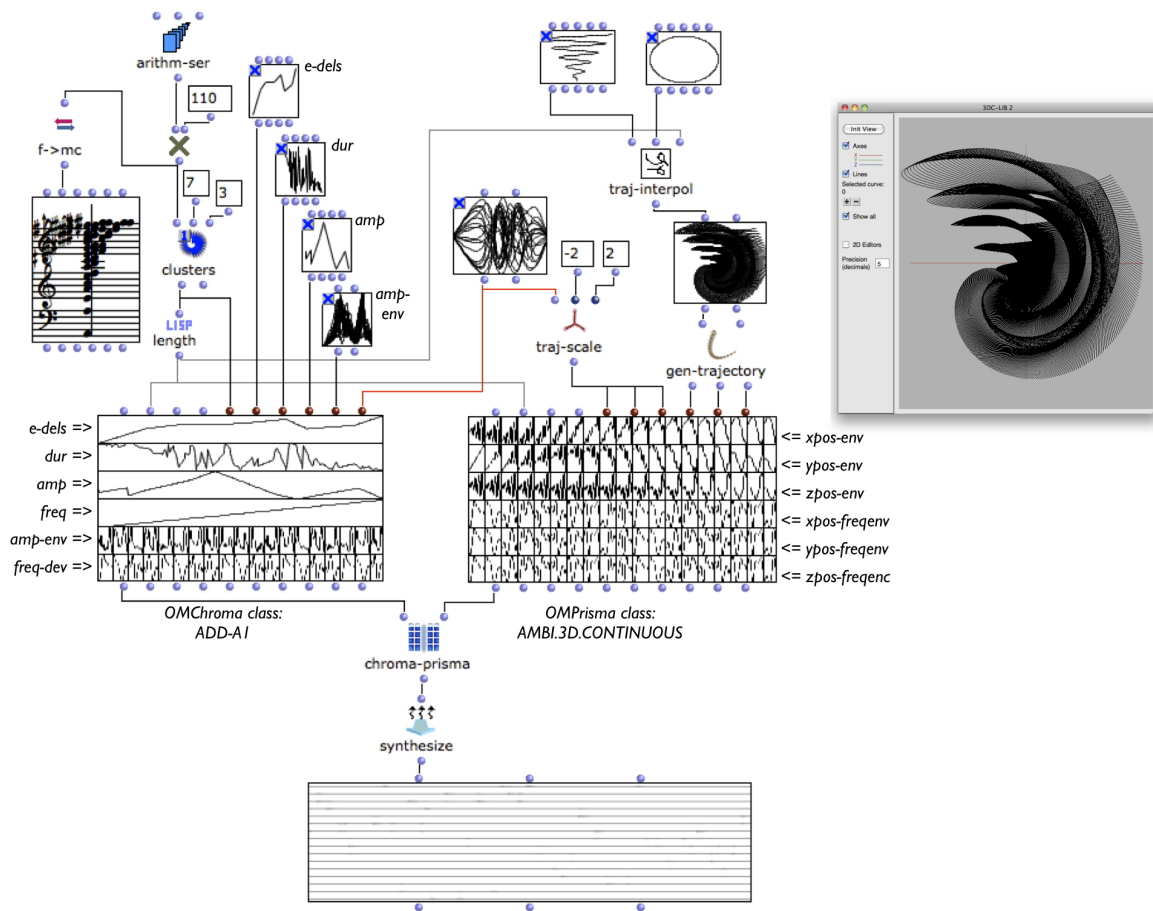 arithm-ser
110
e-dels
f->mc
7
3
dur
clusters
amp
LISP
length
amp-
env
traj-interpol
-2
2
traj-scale
gen-trajectory
3DC-LIB 2
Init View
Axes
X
Y
Z
Lines
Selected curve:
0
Show all
2D Editors
Precision
(decimals)
5
e-dels =>
dur =>
amp =>
freq =>
amp-env =>
freq-dev =>
<= xpos-env
<= ypos-env
<= zpos-env
<= xpos-freqenv
<= ypos-freqenv
<= zpos-freqenc
OMChroma class:
ADD-A1
OMPrisma class:
AMBI.3D.CONTINUOUS
chroma-prisma
synthesize